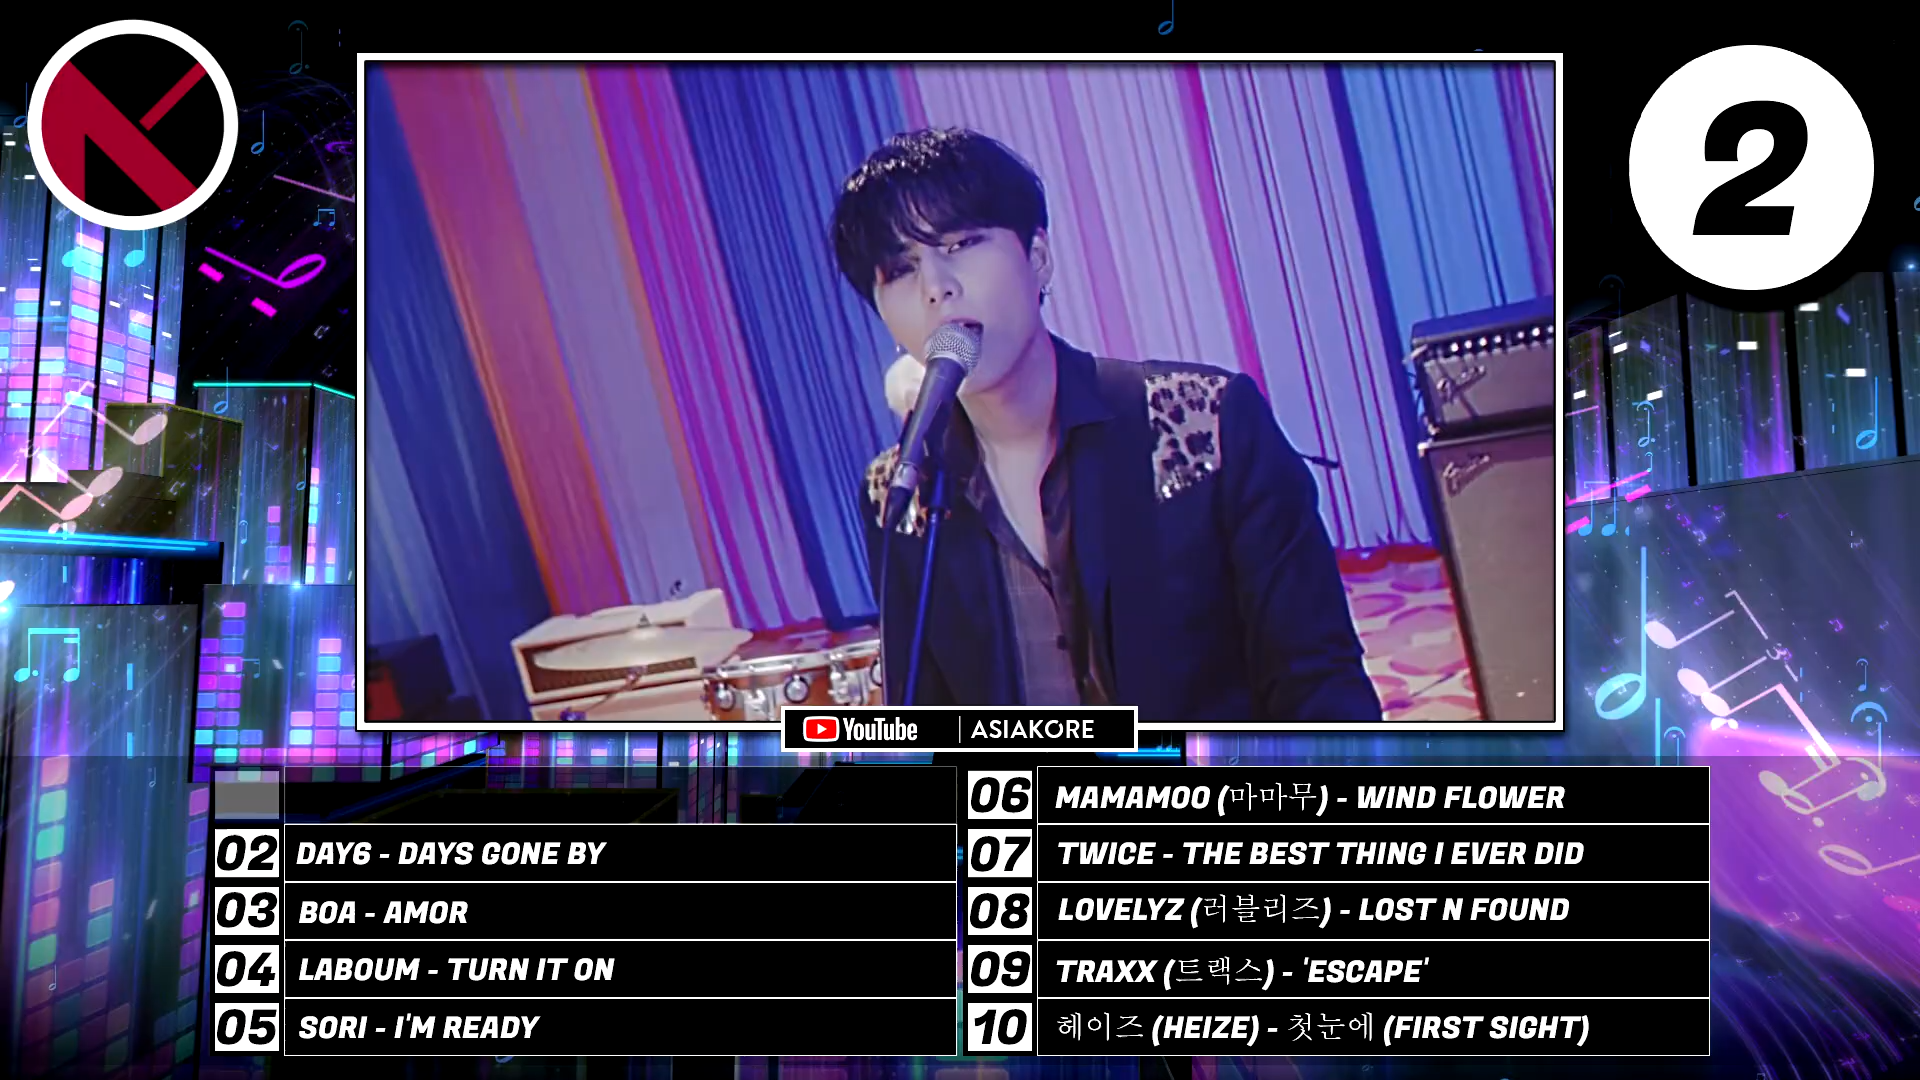 2
YouTube | ASIAKORE
02 DAY6 - DAYS GONE BY
03 BOA - AMOR
04 LABOUM - TURN IT ON
05 SORI - I'M READY
06 MAMAMOO (마마무) - WIND FLOWER
07 TWICE - THE BEST THING I EVER DID
08 LOVELYZ (러블리즈) - LOST N FOUND
09 TRAXX (트랙스) - 'ESCAPE'
10 헤이즈 (HEIZE) - 첫눈에 (FIRST SIGHT)